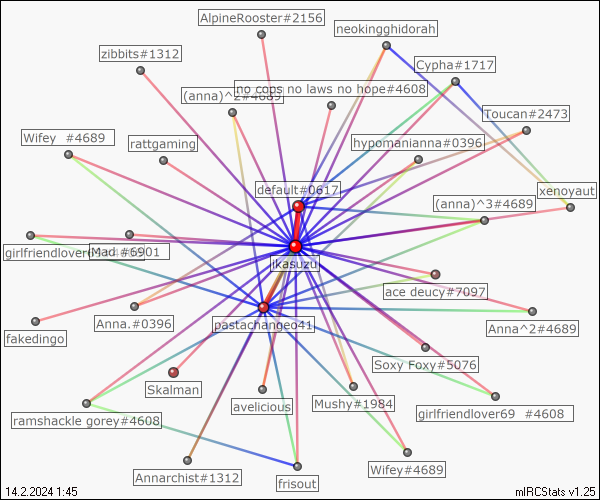 AlpineRooster#2156
neokingghidorah
zibbits#1312
Cypha#1717
(anna)^2#4689
no cops no laws no hope#4608
Toucan#2473
Wifey #4689
rattgaming
hypomanianna#0396
default#0617
xenoyaut
(anna)^3#4689
girlfriendlover
Mad. #6901
ikasuzu
ace deucy#7097
fakedingo
Anna.#0396
pastachangeo41
Anna^2#4689
Skalman
Soxy Foxy#5076
ramshackle gorey#4608
avelicious
Mushy#1984
girlfriendlover69 #4608
Annarchist#1312
frisout
Wifey#4689
14.2.2024 1:45
mIRCStats v1.25